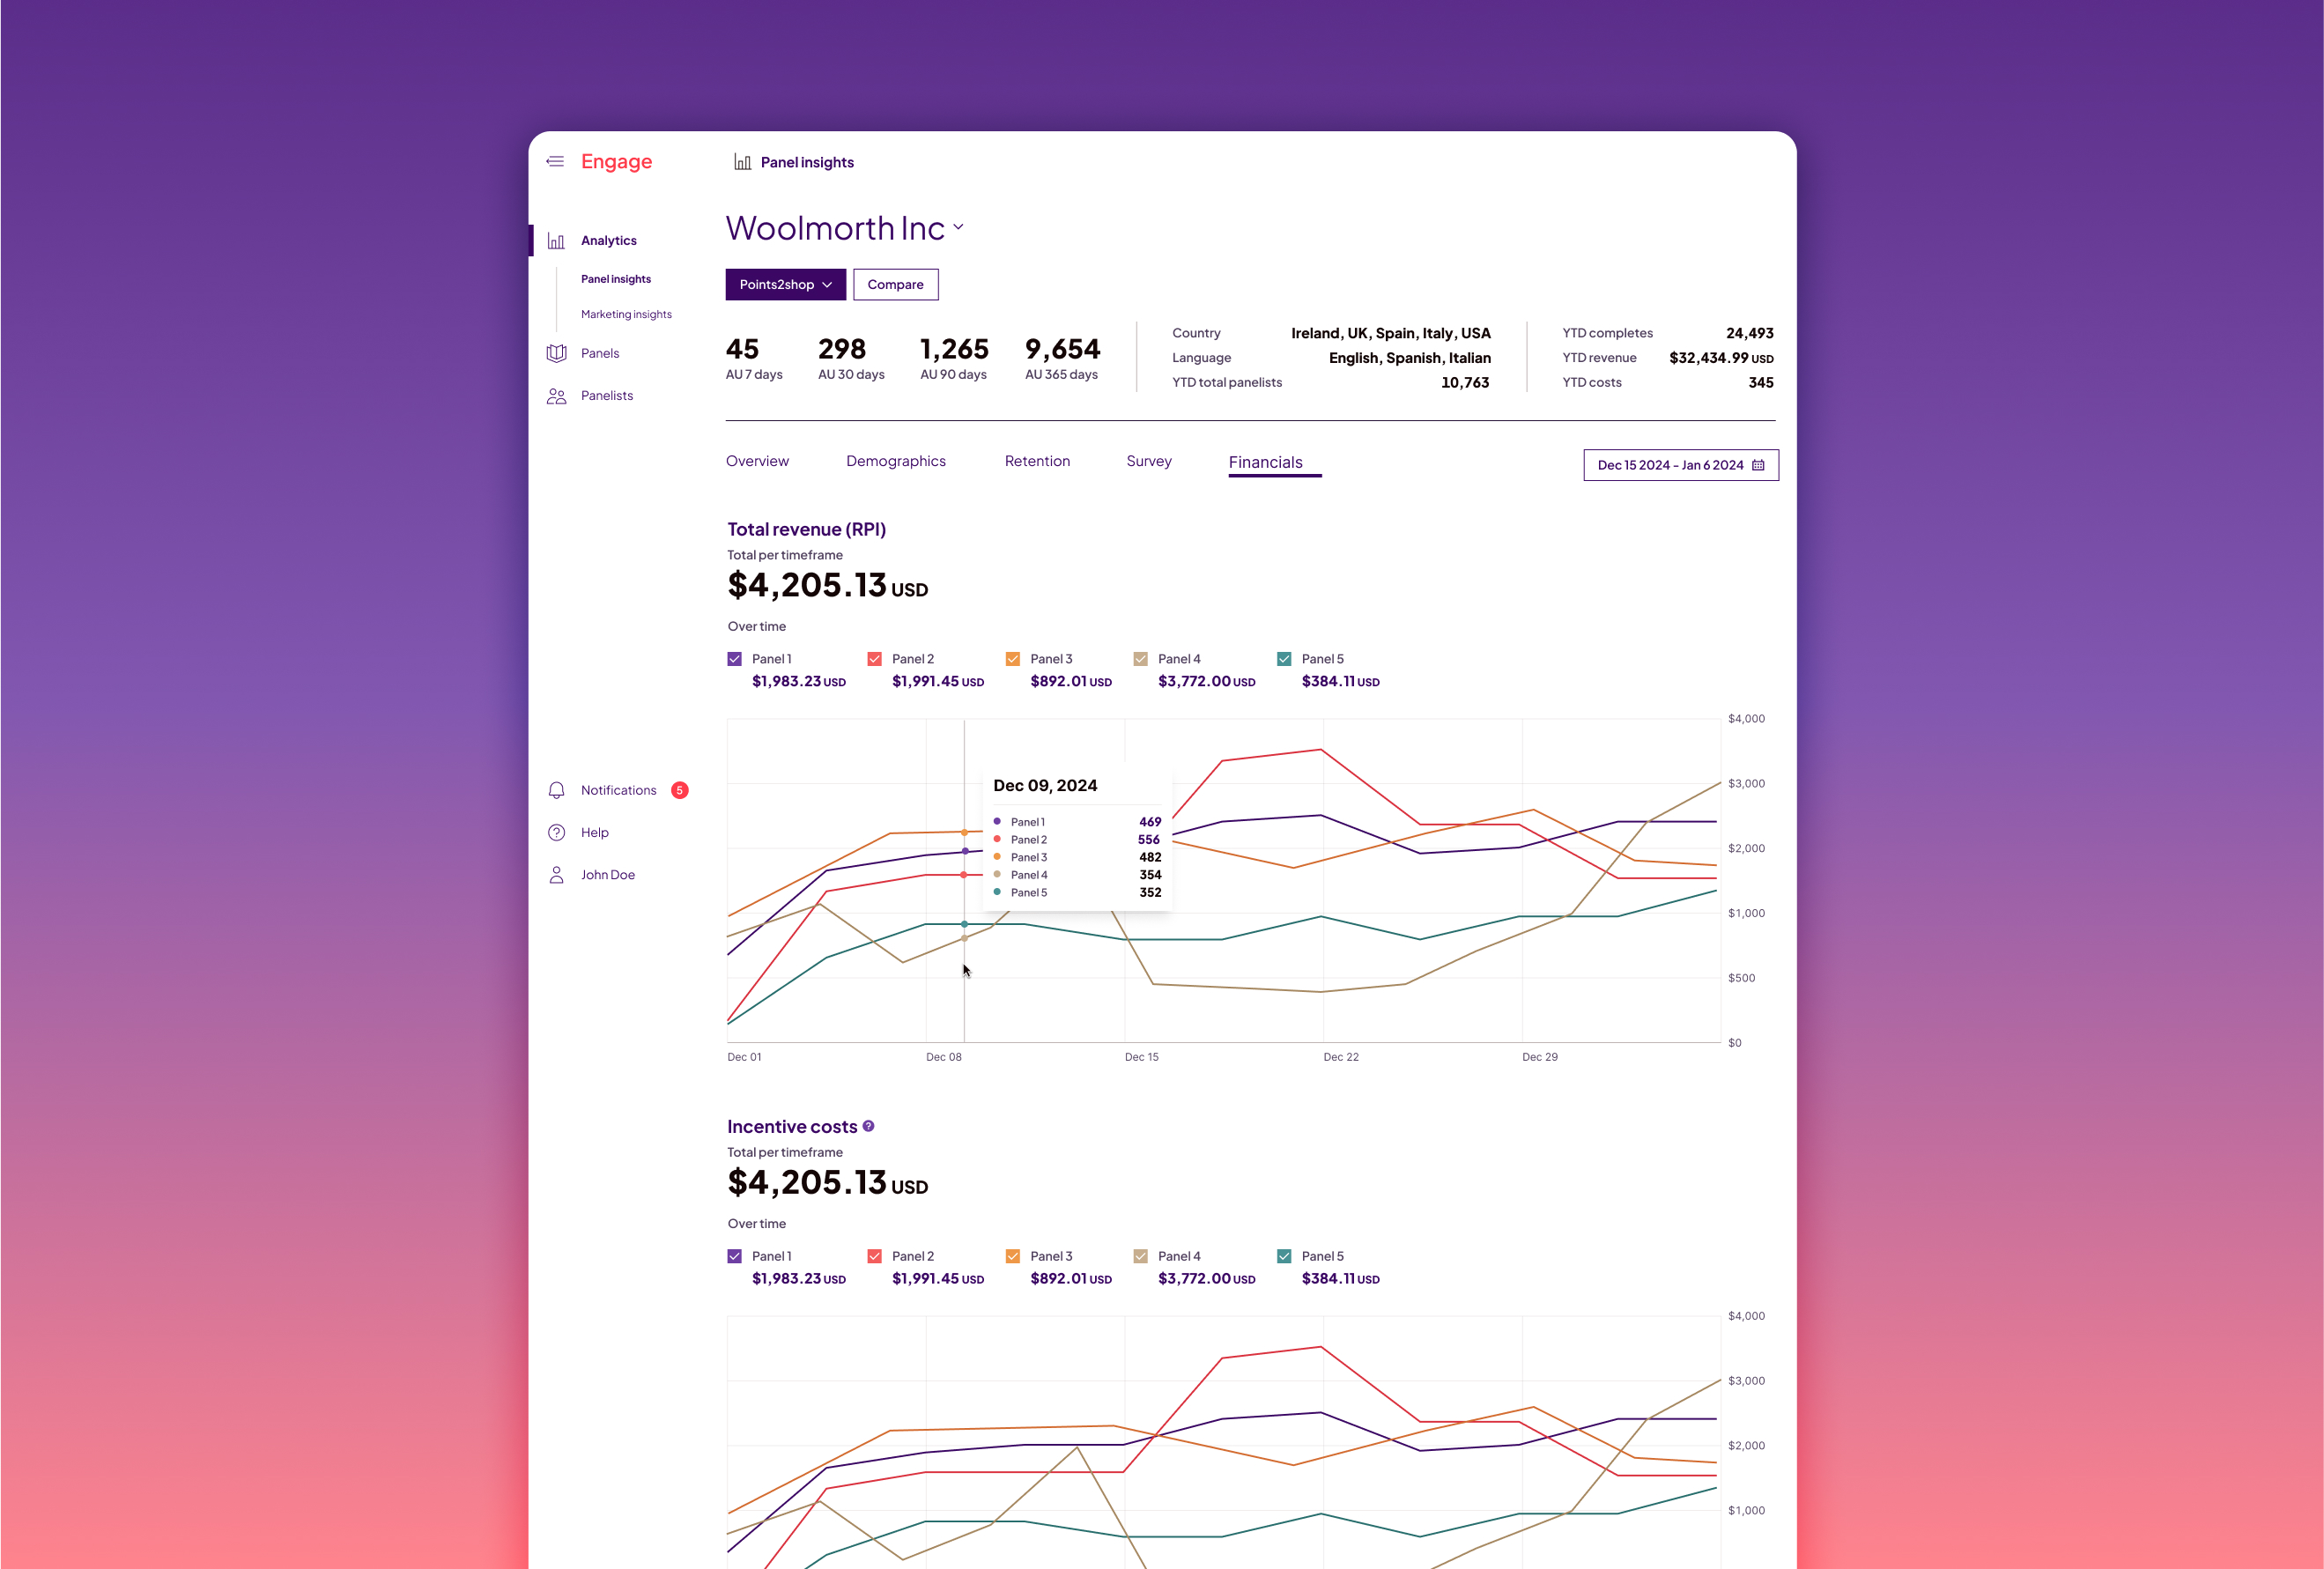 Engage
Panel insights
Analytics
Panel insights
Marketing insights
Panels
Panelists
Notifications 5
Help
John Doe
Woolmorth Inc
Points2shop
Compare
45
AU 7 days
298
AU 30 days
1,265
AU 90 days
9,654
AU 365 days
Country Ireland, UK, Spain, Italy, USA
Language English, Spanish, Italian
YTD total panelists 10,763
YTD completes 24,493
YTD revenue $32,434.99 USD
YTD costs 345
Overview Demographics Retention Survey Financials
Dec 15 2024 - Jan 6 2024
Total revenue (RPI)
Total per timeframe
$4,205.13 USD
Over time
Panel 1 Panel 2 Panel 3 Panel 4 Panel 5
$1,983.23 USD $1,991.45 USD $892.01 USD $3,772.00 USD $384.11 USD
Dec 09, 2024
Panel 1 469
Panel 2 556
Panel 3 482
Panel 4 354
Panel 5 352
$4,000
$3,000
$2,000
$1,000
$500
$0
Dec 01 Dec 08 Dec 15 Dec 22 Dec 29
Incentive costs ?
Total per timeframe
$4,205.13 USD
Over time
Panel 1 Panel 2 Panel 3 Panel 4 Panel 5
$1,983.23 USD $1,991.45 USD $892.01 USD $3,772.00 USD $384.11 USD
$4,000
$3,000
$2,000
$1,000